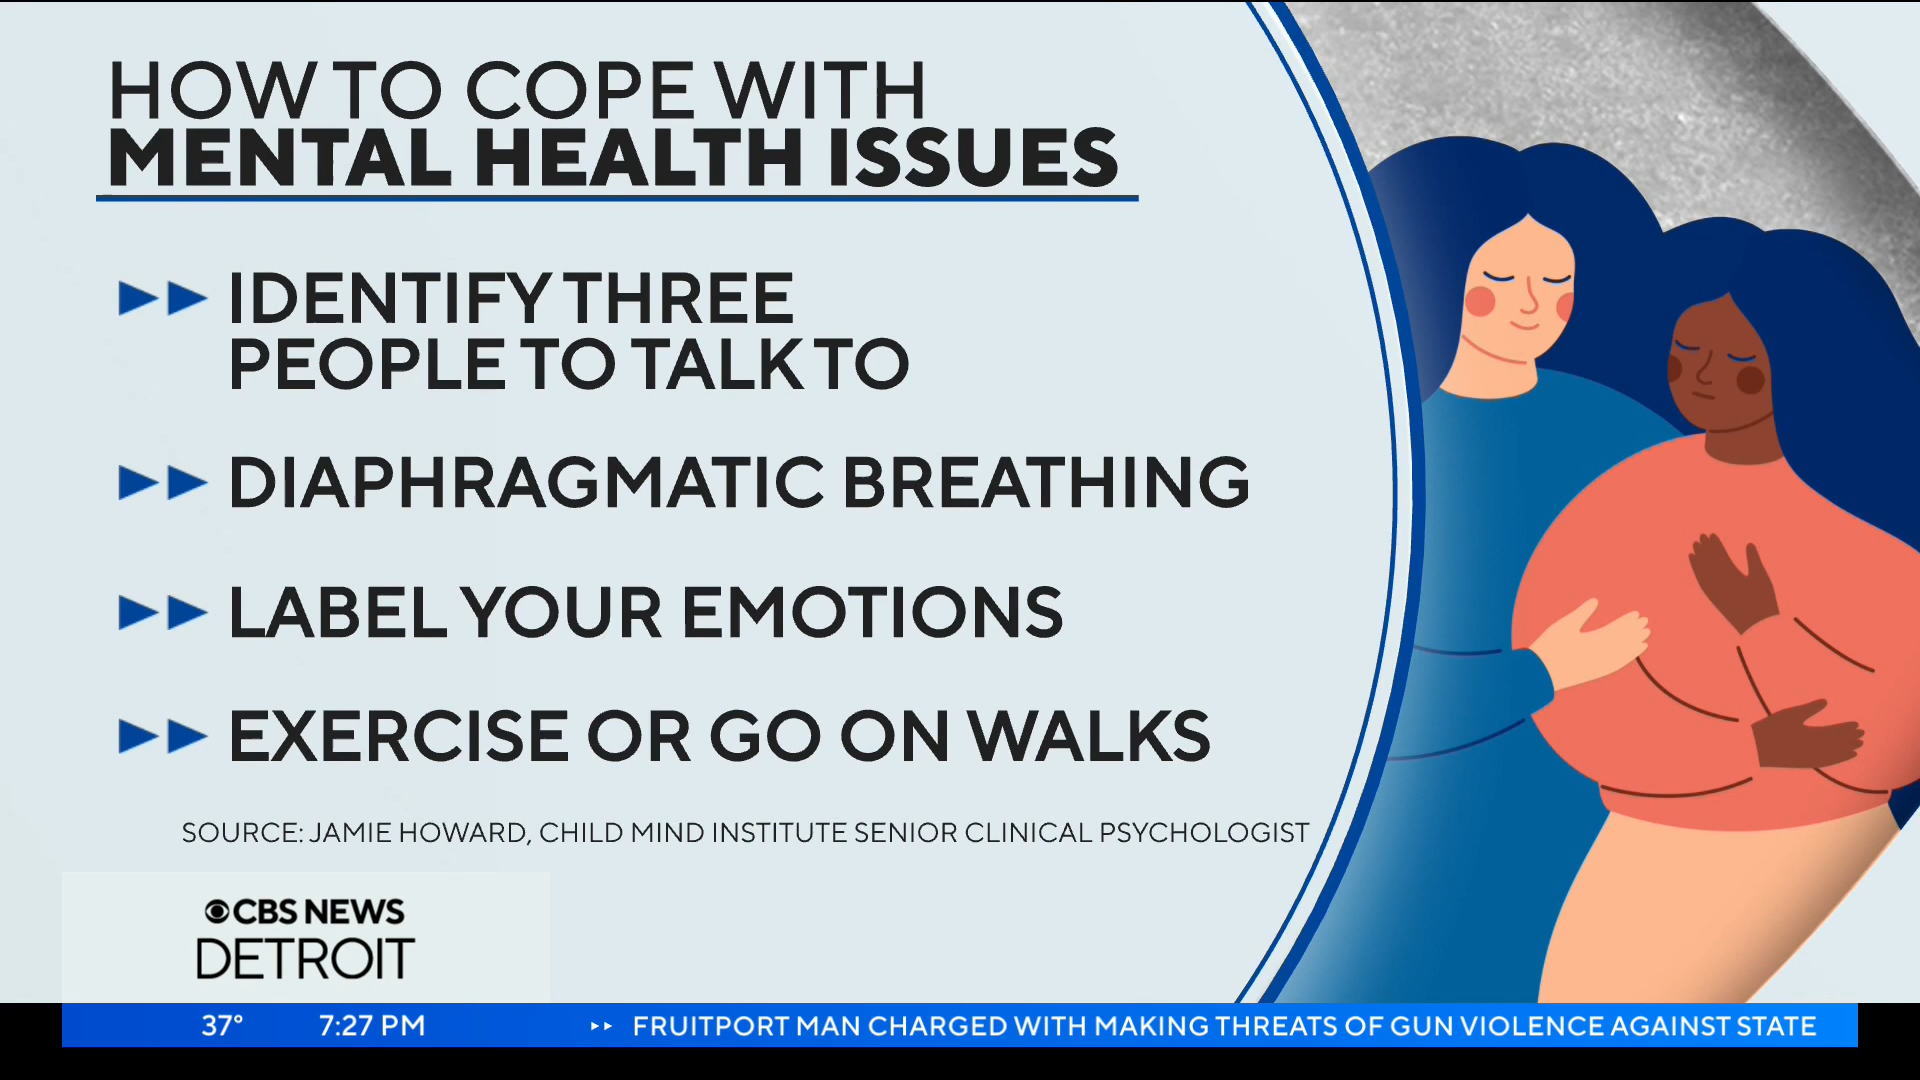 HOW TO COPE WITH
MENTAL HEALTH ISSUES
IDENTIFY THREE
PEOPLE TO TALK TO
DIAPHRAGMATIC BREATHING
LABEL YOUR EMOTIONS
EXERCISE OR GO ON WALKS
SOURCE: JAMIE HOWARD, CHILD MIND INSTITUTE SENIOR CLINICAL PSYCHOLOGIST
CBS NEWS
DETROIT
37° 7:27 PM FRUITPORT MAN CHARGED WITH MAKING THREATS OF GUN VIOLENCE AGAINST STATE